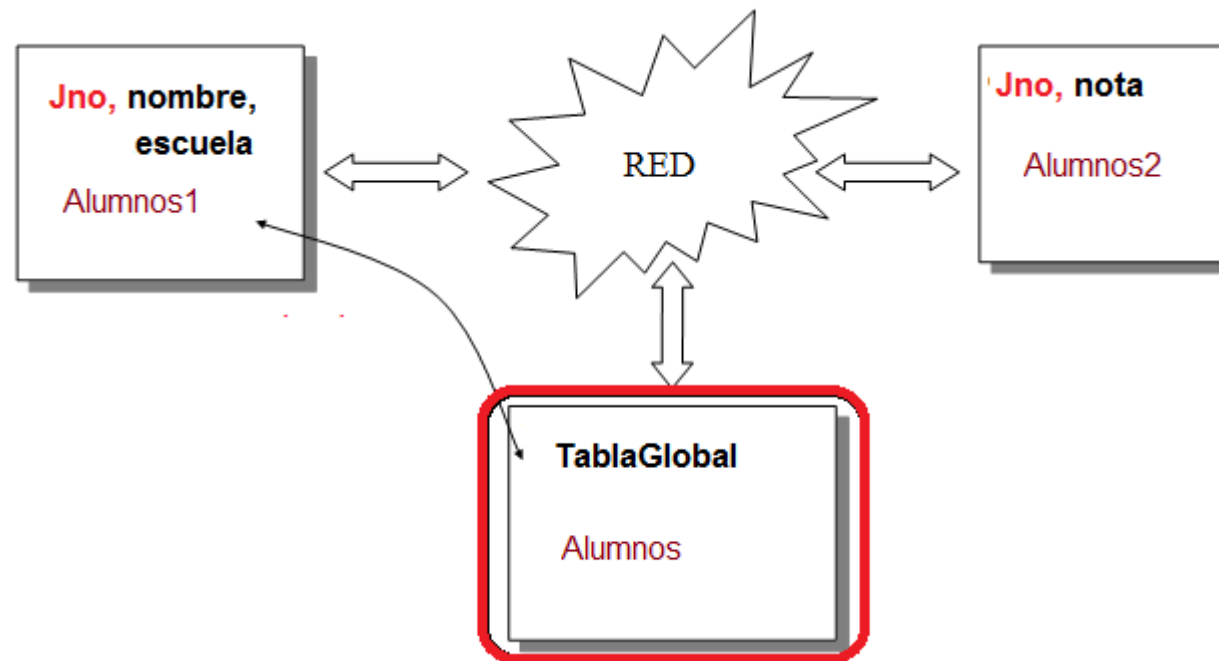 Jno, nombre,
escuela
Alumnos1
RED
Jno, nota
Alumnos2
TablaGlobal
Alumnos